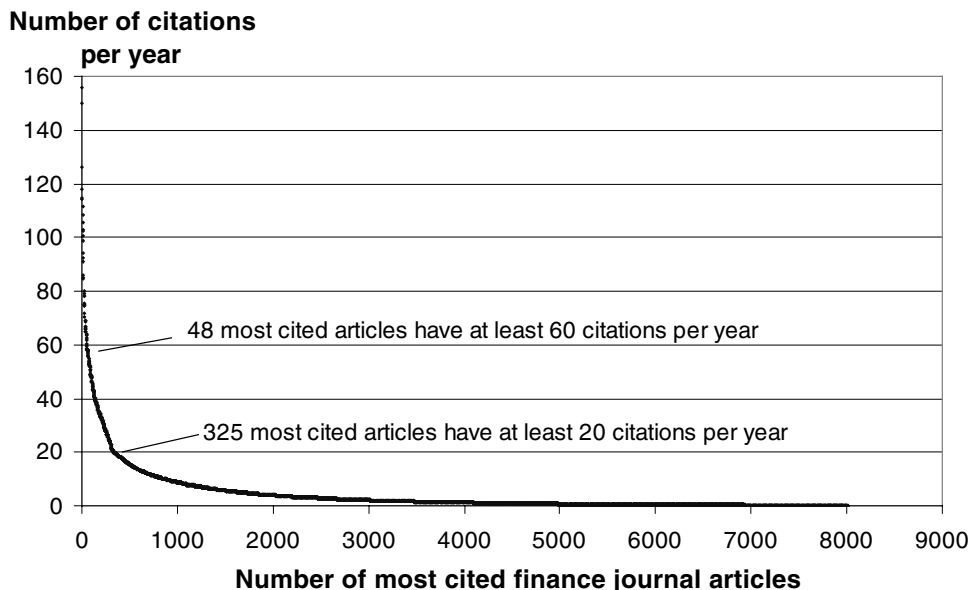 Number of citations
per year
160
140
120
100
80
60
40
20
0
48 most cited articles have at least 60 citations per year
325 most cited articles have at least 20 citations per year
0 1000 2000 3000 4000 5000 6000 7000 8000 9000
Number of most cited finance journal articles